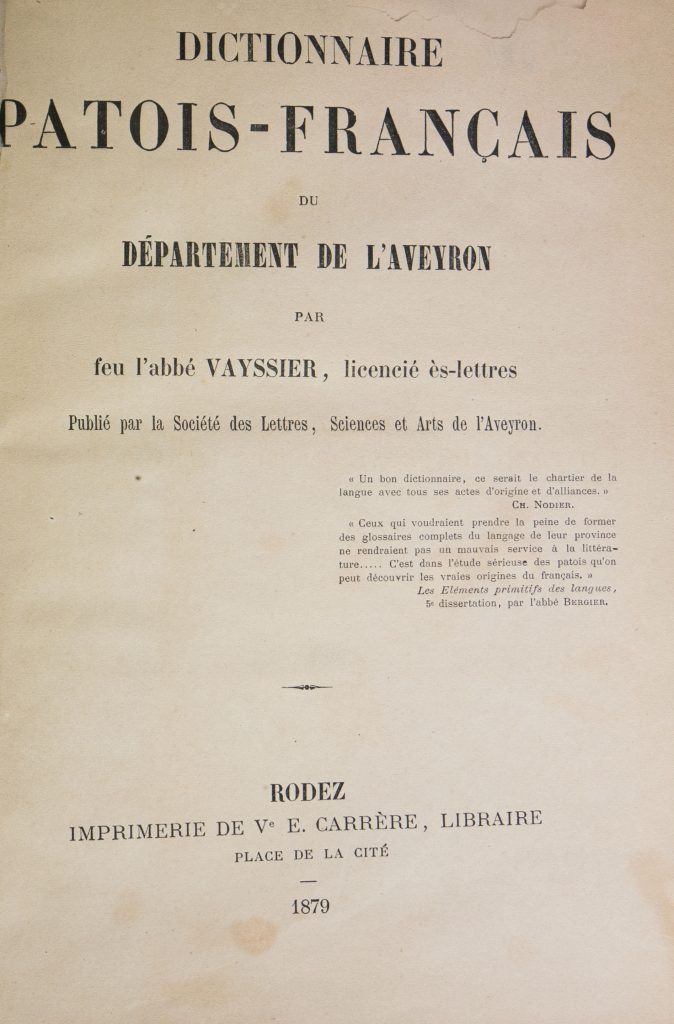 DICTIONNAIRE
PATOIS-FRANÇAIS
DU
DÉPARTEMENT DE L'AVEYRON
PAR
feu l'abbé VAYSSIER, licencié ès-lettres
Publié par la Société des Lettres, Sciences et Arts de l'Aveyron.
« Un bon dictionnaire, ce serait le chartier de la
langue avec tous ses actes d'origine et d'alliances. »
CH. NODIER.
« Ceux qui voudraient prendre la peine de former
des glossaires complets du langage de leur province
ne rendraient pas un mauvais service à la littéra-
ture..... C'est dans l'étude sérieuse des patois qu'on
peut découvrir les vraies origines du français. »
Les Eléments primitifs des langues,
5e dissertation, par l'abbé BERGIER.
RODEZ
IMPRIMERIE DE Ve E. CARRÈRE, LIBRAIRE
PLACE DE LA CITÉ
1879